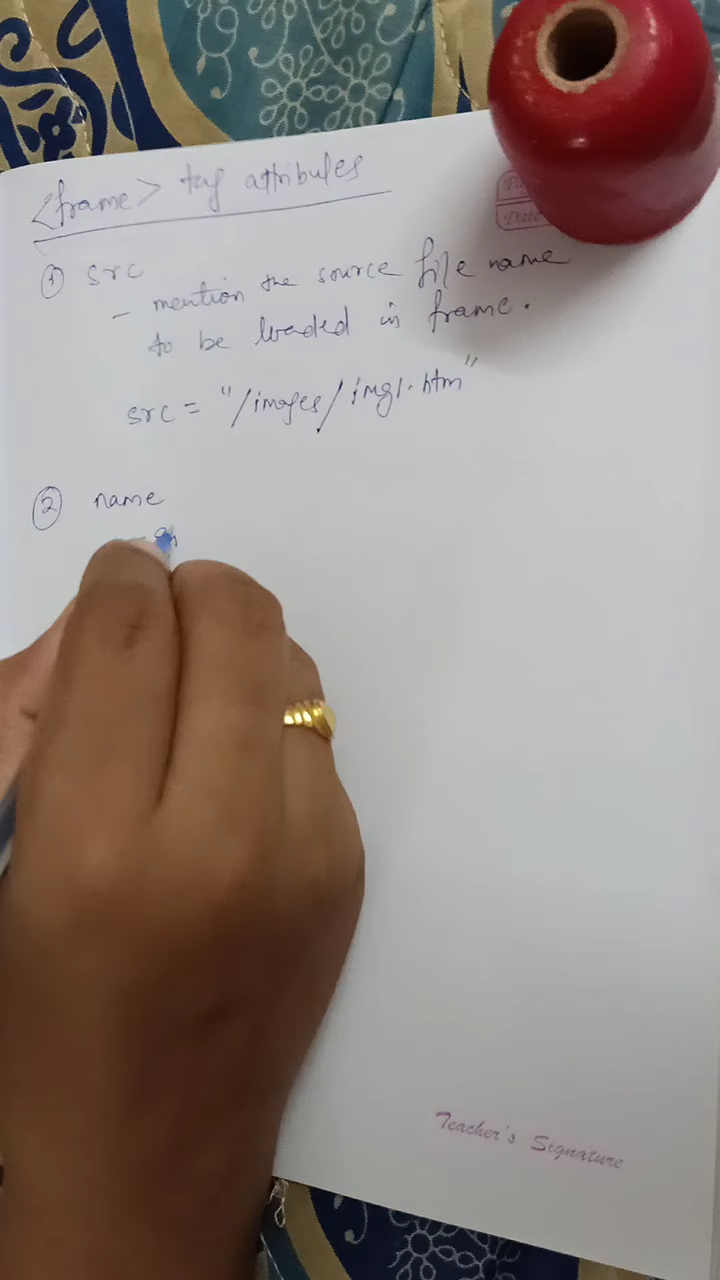 <frame> tag attributes
① src
- mention the source file name
to be loaded in frame.
src = "/images/img1.htm"
② name
Teacher's Signature